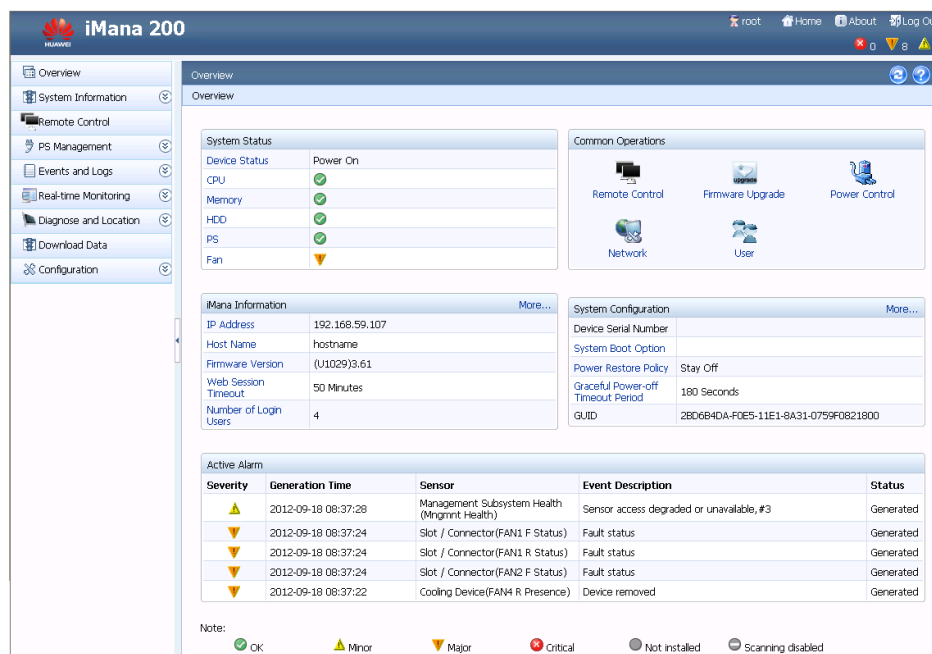 HUAWEI
iMana 200
root Home About Log Ou
0 8
Overview
System Information
Remote Control
PS Management
Events and Logs
Real-time Monitoring
Diagnose and Location
Download Data
Configuration
Overview
Overview
System Status
Device Status Power On
CPU
Memory
HDD
PS
Fan
Common Operations
Remote Control Firmware Upgrade Power Control
Network User
iMana Information More...
IP Address 192.168.59.107
Host Name hostname
Firmware Version (U1029)3.61
Web Session
Timeout 50 Minutes
Number of Login
Users 4
System Configuration More...
Device Serial Number
System Boot Option
Power Restore Policy Stay Off
Graceful Power-off
Timeout Period 180 Seconds
GUID 2BD6B4DA-F0E5-11E1-8A31-0759F0821800
Active Alarm
Severity Generation Time Sensor Event Description Status
2012-09-18 08:37:28 Management Subsystem Health
(Mngmnt Health) Sensor access degraded or unavailable,#3 Generated
2012-09-18 08:37:24 Slot / Connector(FAN1 F Status) Fault status Generated
2012-09-18 08:37:24 Slot / Connector(FAN1 R Status) Fault status Generated
2012-09-18 08:37:24 Slot / Connector(FAN2 F Status) Fault status Generated
2012-09-18 08:37:22 Cooling Device(FAN4 R Presence) Device removed Generated
Note:
OK Minor Major Critical Not installed Scanning disabled